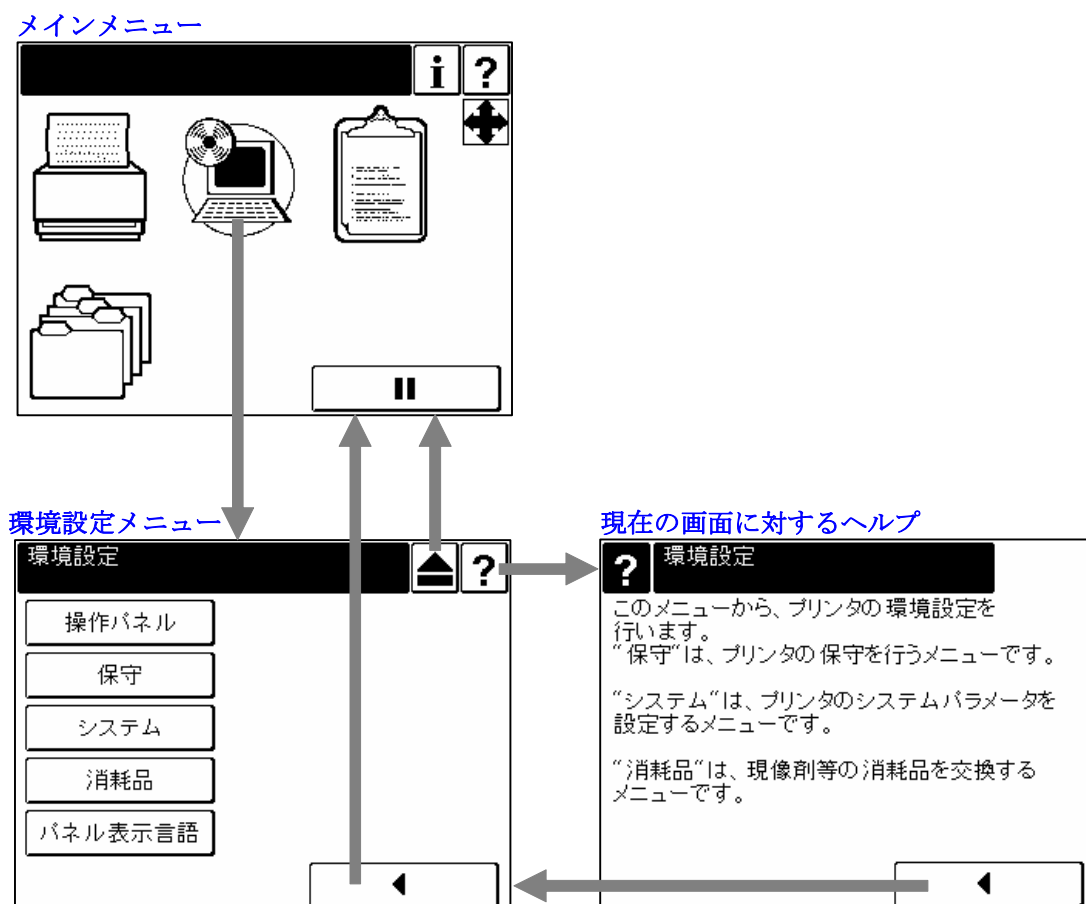 メインメニュー
i ?
環境設定メニュー
環境設定
?
操作パネル
保守
システム
消耗品
パネル表示言語
現在の画面に対するヘルプ
? 環境設定
このメニューから、プリンタの環境設定を
行います。
“保守“は、プリンタの保守を行うメニューです。
“システム“は、プリンタのシステムパラメータを
設定するメニューです。
“消耗品“は、現像剤等の消耗品を交換する
メニューです。